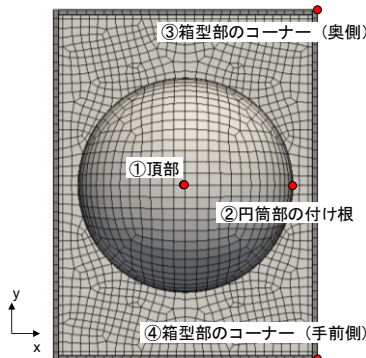 ③箱型部のコーナー（奥側）
①頂部
②円筒部の付け根
y
x
④箱型部のコーナー（手前側）